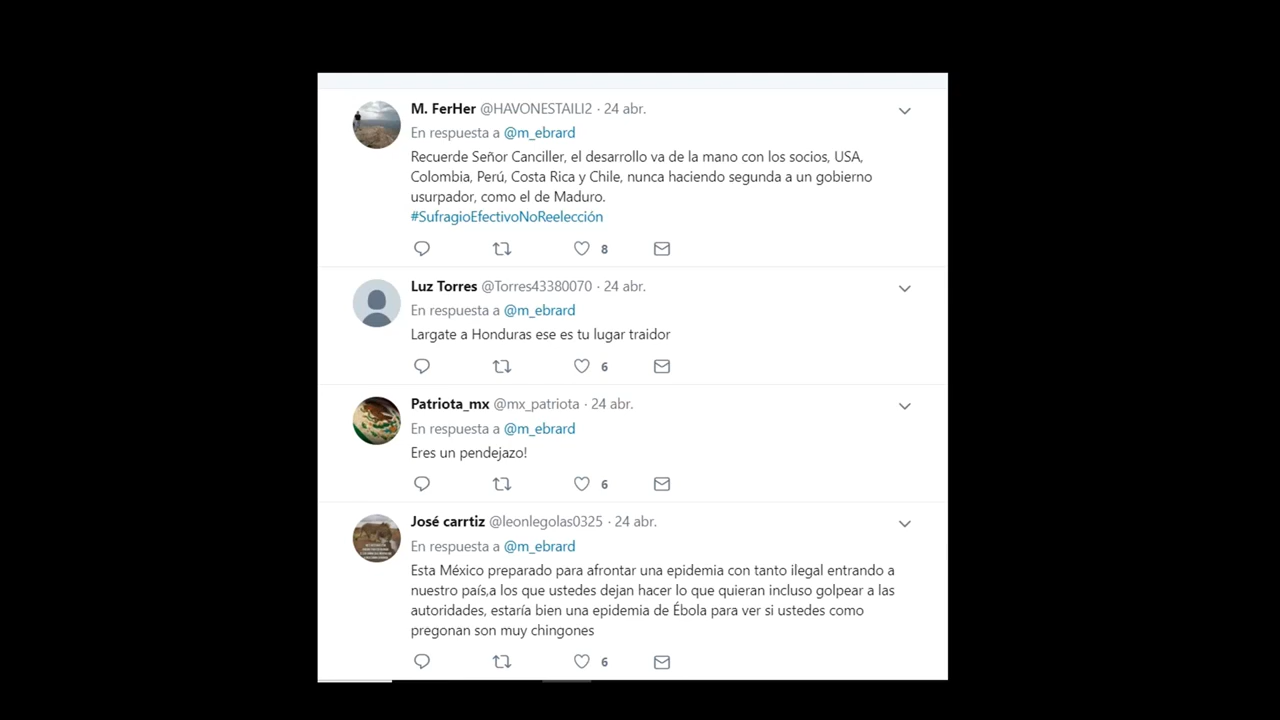 M. FerHer @HAVONESTAILI2 · 24 abr.
En respuesta a @m_ebrard
Recuerde Señor Canciller, el desarrollo va de la mano con los socios, USA,
Colombia, Perú, Costa Rica y Chile, nunca haciendo segunda a un gobierno
usurpador, como el de Maduro.
#SufragioEfectivoNoReelección
8
Luz Torres @Torres43380070 · 24 abr.
En respuesta a @m_ebrard
Largate a Honduras ese es tu lugar traidor
6
Patriota_mx @mx_patriota · 24 abr.
En respuesta a @m_ebrard
Eres un pendejazo!
6
José carrtiz @leonlegolas0325 · 24 abr.
En respuesta a @m_ebrard
Esta México preparado para afrontar una epidemia con tanto ilegal entrando a
nuestro país,a los que ustedes dejan hacer lo que quieran incluso golpear a las
autoridades, estaría bien una epidemia de Ébola para ver si ustedes como
pregonan son muy chingones
6